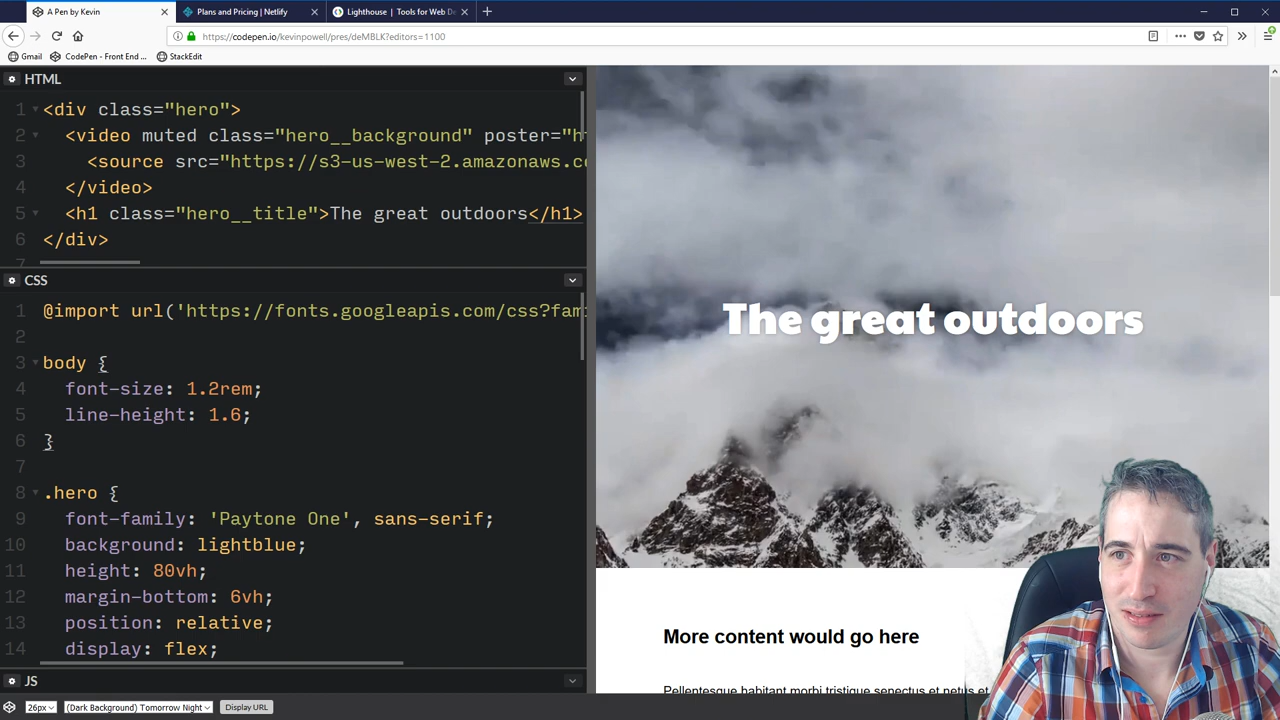 A Pen by Kevin
Plans and Pricing | Netlify
Lighthouse | Tools for Web De
https://codepen.io/kevinpowell/pres/deMBLK?editors=1100
Gmail
CodePen - Front End ...
StackEdit
HTML
1 <div class="hero">
2 <video muted class="hero__background" poster="h
3 <source src="https://s3-us-west-2.amazonaws.co
4 </video>
5 <h1 class="hero__title">The great outdoors</h1>
6 </div>
7
CSS
1 @import url('https://fonts.googleapis.com/css?fam
2
3 body {
4 font-size: 1.2rem;
5 line-height: 1.6;
6 }
7
8 .hero {
9 font-family: 'Paytone One', sans-serif;
10 background: lightblue;
11 height: 80vh;
12 margin-bottom: 6vh;
13 position: relative;
14 display: flex;
JS
26px
(Dark Background) Tomorrow Night
Display URL
The great outdoors
More content would go here
Pellentesque habitant morbi tristique senectus et netus et